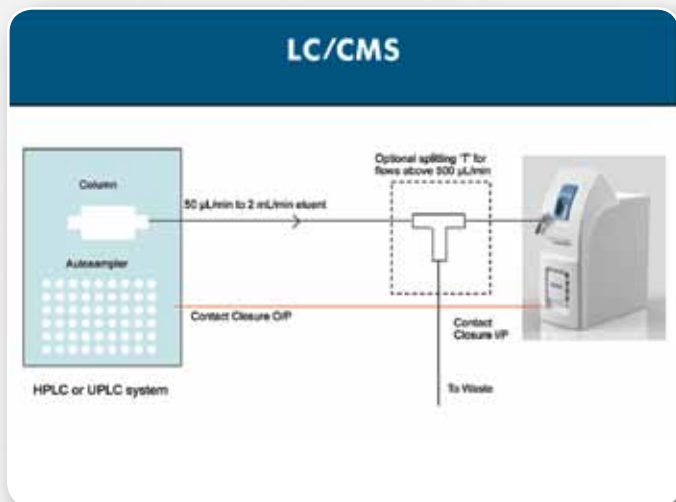 LC/CMS
Optional splitting 'T' for
flows above 500 µL/min
Column
50 µL/min to 2 mL/min eluent
Autosampler
Contact Closure O/P
Contact
Closure I/P
HPLC or UPLC system
To Waste